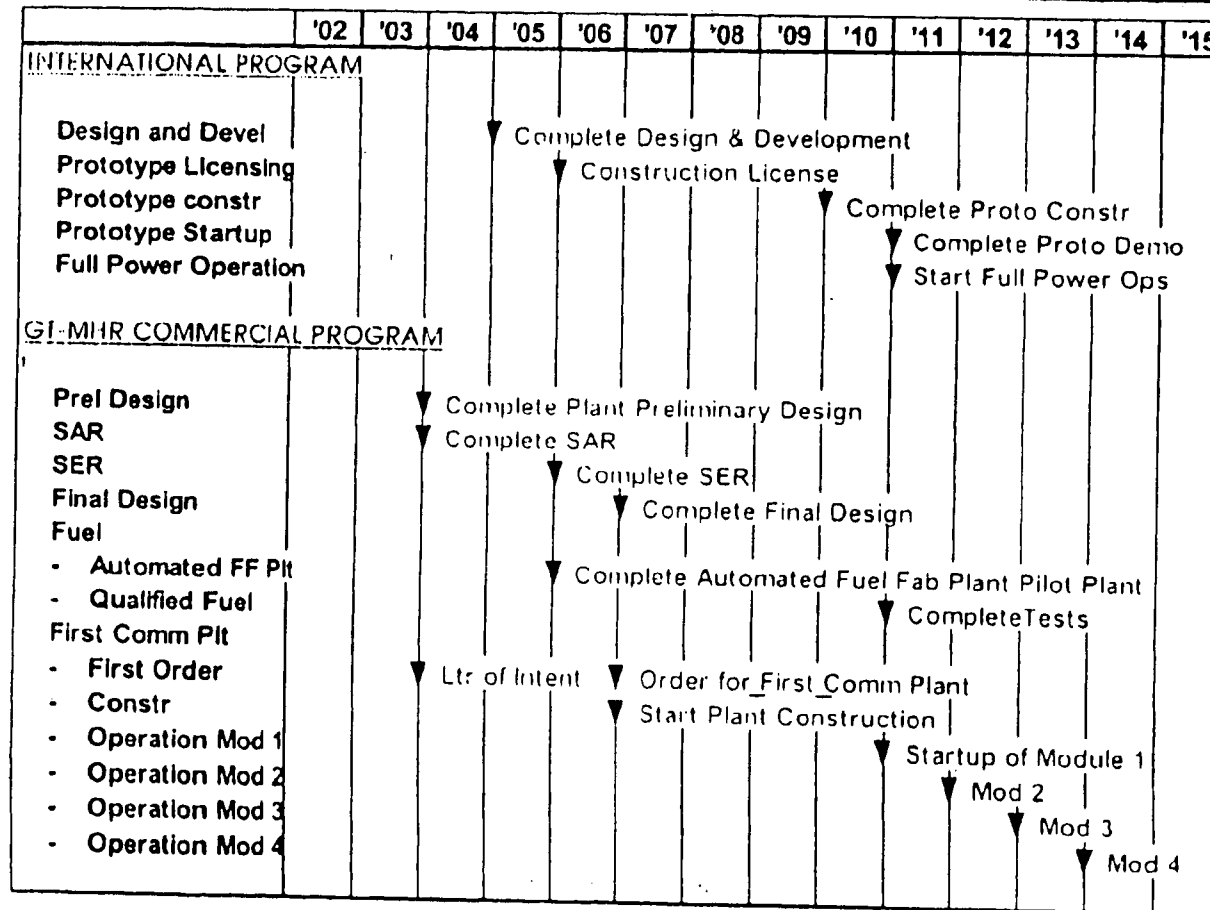 '02 '03 '04 '05 '06 '07 '08 '09 '10 '11 '12 '13 '14 '15
INTERNATIONAL PROGRAM
Design and Devel Complete Design & Development
Prototype Licensing Construction License
Prototype constr Complete Proto Constr
Prototype Startup Complete Proto Demo
Full Power Operation Start Full Power Ops
GT-MHR COMMERCIAL PROGRAM
Prel Design Complete Plant Preliminary Design
SAR Complete SAR
SER Complete SER
Final Design Complete Final Design
Fuel
- Automated FF Plt Complete Automated Fuel Fab Plant Pilot Plant
- Qualified Fuel CompleteTests
First Comm Plt
- First Order Ltr of Intent Order for First Comm Plant
- Constr Start Plant Construction
- Operation Mod 1 Startup of Module 1
- Operation Mod 2 Mod 2
- Operation Mod 3 Mod 3
- Operation Mod 4 Mod 4